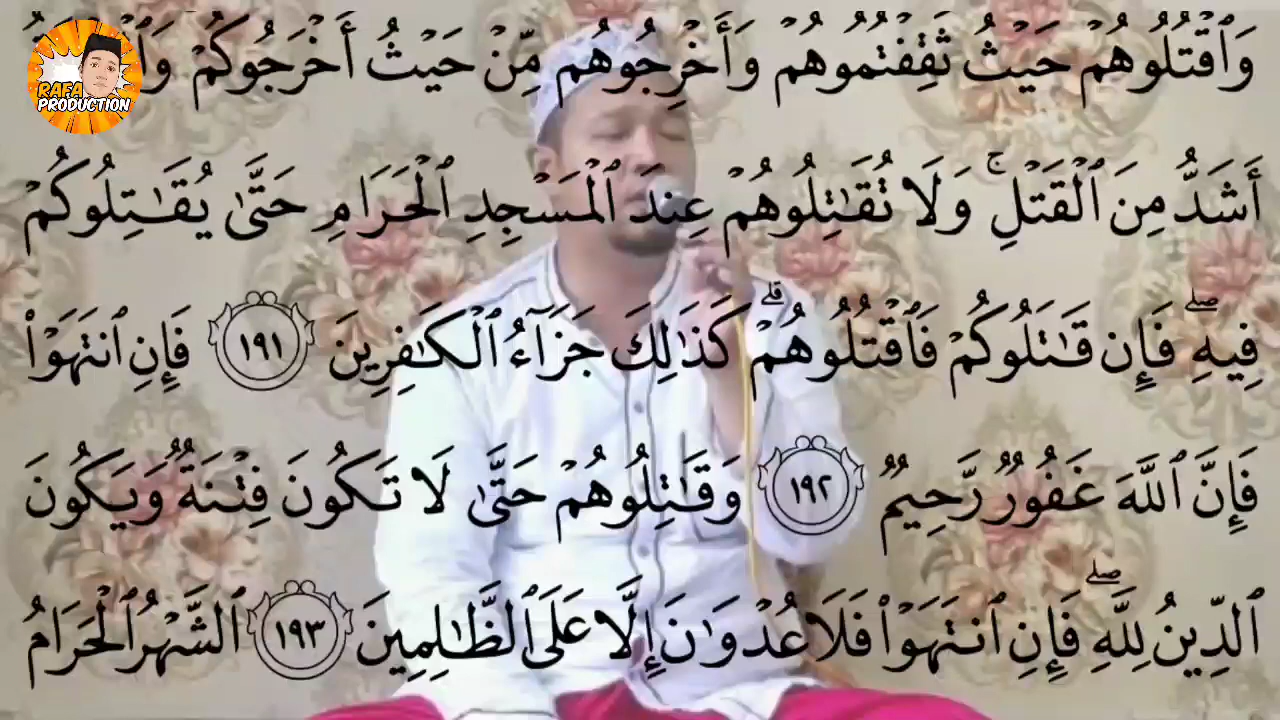 وَٱقْتُلُوهُمْ حَيْثُ ثَقِفْتُمُوهُمْ وَأَخْرِجُوهُم مِّنْ حَيْثُ أَخْرَجُوكُمْ
أَشَدُّ مِنَ ٱلْقَتْلِ ۚ وَلَا تُقَٰتِلُوهُمْ عِندَ ٱلْمَسْجِدِ ٱلْحَرَامِ حَتَّىٰ يُقَٰتِلُوكُمْ
فِيهِ ۖ فَإِن قَٰتَلُوكُمْ فَٱقْتُلُوهُمْ ۗ كَذَٰلِكَ جَزَآءُ ٱلْكَٰفِرِينَ ١٩١ فَإِنِ ٱنتَهَوْا۟
فَإِنَّ ٱللَّهَ غَفُورٌ رَّحِيمٌ ١٩٢ وَقَٰتِلُوهُمْ حَتَّىٰ لَا تَكُونَ فِتْنَةٌ وَيَكُونَ
ٱلدِّينُ لِلَّهِ ۖ فَإِنِ ٱنتَهَوْا۟ فَلَا عُدْوَٰنَ إِلَّا عَلَى ٱلظَّٰلِمِينَ ١٩٣ ٱلشَّهْرُ ٱلْحَرَامُ
RAFA
PRODUCTION